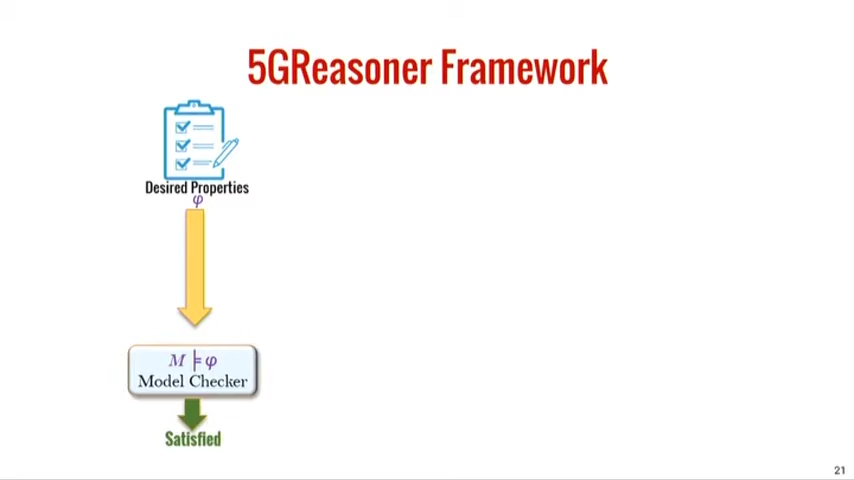 5GReasoner Framework
Desired Properties
φ
M ⊨ φ
Model Checker
Satisfied
21